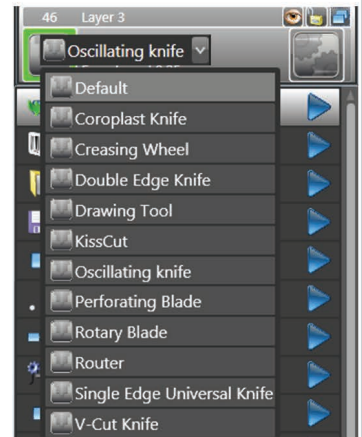 46 Layer 3
Oscillating knife
Default
Coroplast Knife
Creasing Wheel
Double Edge Knife
Drawing Tool
KissCut
Oscillating knife
Perforating Blade
Rotary Blade
Router
Single Edge Universal Knife
V-Cut Knife